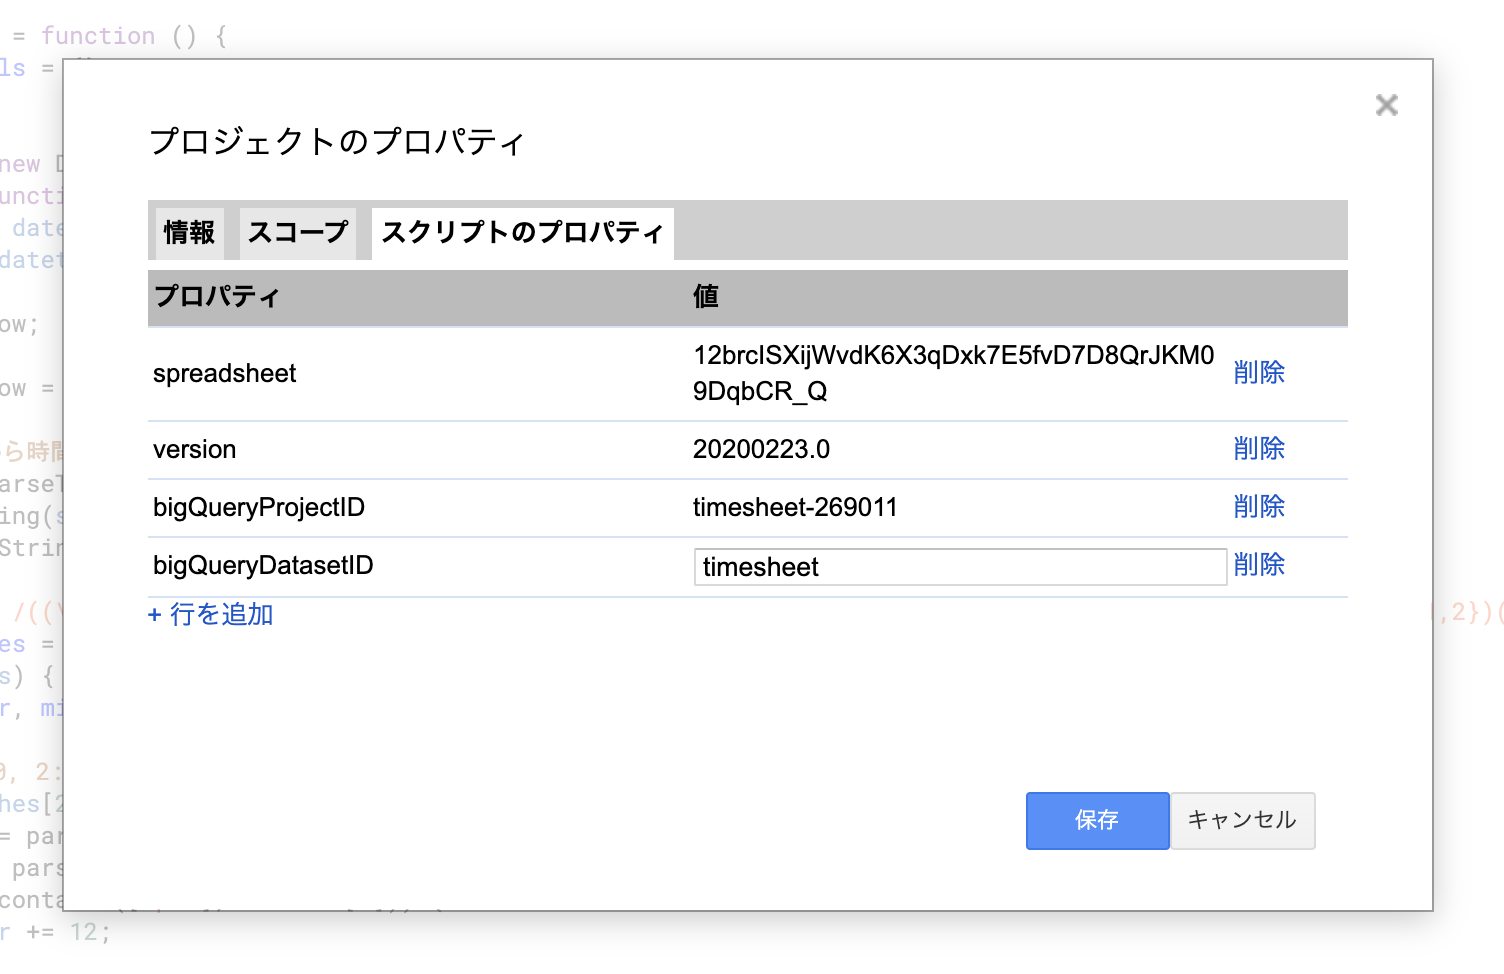 = function () {
ls =
プロジェクトのプロパティ
new
情報 スコープ スクリプトのプロパティ
date
プロパティ 値
ow;
spreadsheet 12brcISXijWvdK6X3qDxk7E5fvD7D8QrJKM0 削除
9DqbCR_Q
ow =
version 20200223.0 削除
ら時間
bigQueryProjectID timesheet-269011 削除
ing(s
Strin
bigQueryDatasetID timesheet 削除
+ 行を追加
/((\ ,2})(
es =
s) {
r, mi
0, 2:
hes[2
保存 キャンセル
= par
pars
conta
r += 12;